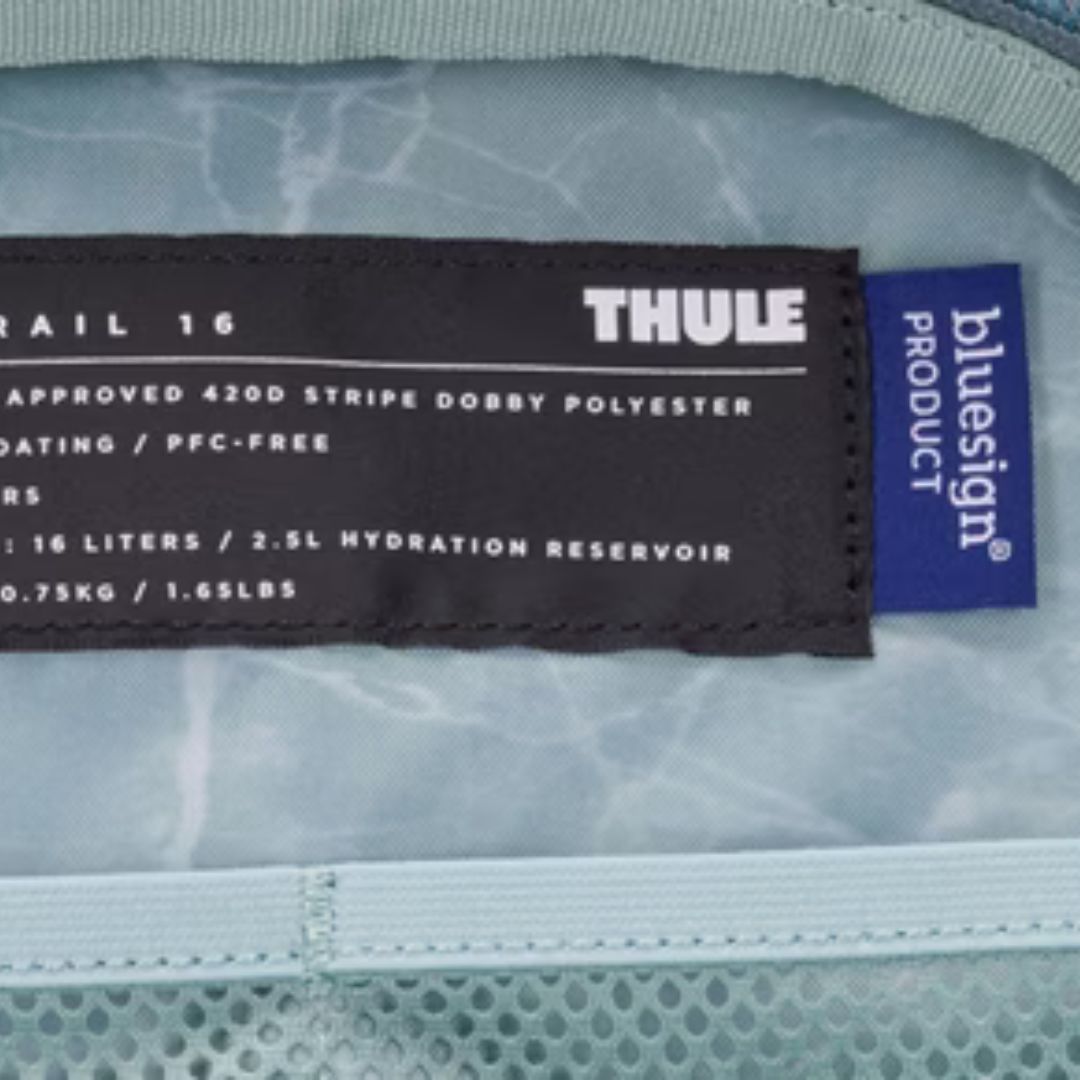 RAIL 16
THULE
APPROVED 420D STRIPE DOBBY POLYESTER
OATING / PFC-FREE
RS
: 16 LITERS / 2.5L HYDRATION RESERVOIR
0.75KG / 1.65LBS
bluesign®
PRODUCT